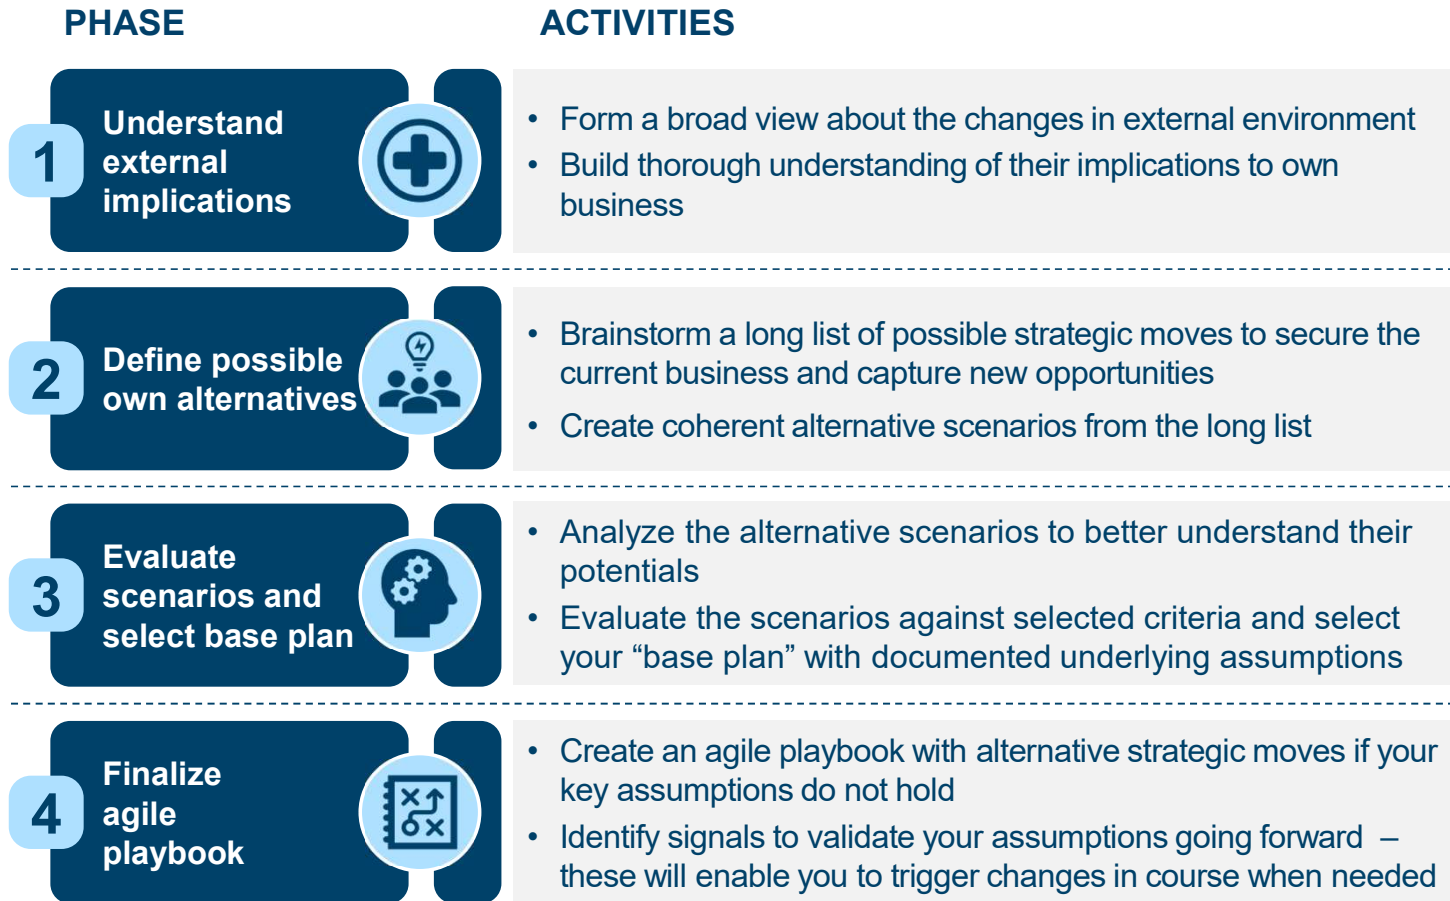 PHASE
ACTIVITIES
1
Understand
external
implications
• Form a broad view about the changes in external environment
• Build thorough understanding of their implications to own
business
2
Define possible
own alternatives
• Brainstorm a long list of possible strategic moves to secure the
current business and capture new opportunities
• Create coherent alternative scenarios from the long list
3
Evaluate
scenarios and
select base plan
• Analyze the alternative scenarios to better understand their
potentials
• Evaluate the scenarios against selected criteria and select
your “base plan” with documented underlying assumptions
4
Finalize
agile
playbook
• Create an agile playbook with alternative strategic moves if your
key assumptions do not hold
• Identify signals to validate your assumptions going forward –
these will enable you to trigger changes in course when needed